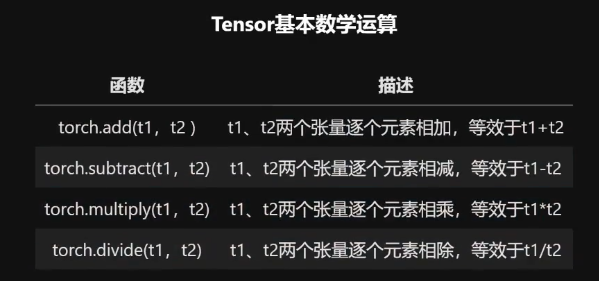 Tensor基本数学运算
函数 描述
torch.add(t1，t2 ) t1、t2两个张量逐个元素相加，等效于t1+t2
torch.subtract(t1，t2) t1、t2两个张量逐个元素相减，等效于t1-t2
torch.multiply(t1，t2) t1、t2两个张量逐个元素相乘，等效于t1*t2
torch.divide(t1，t2) t1、t2两个张量逐个元素相除，等效于t1/t2